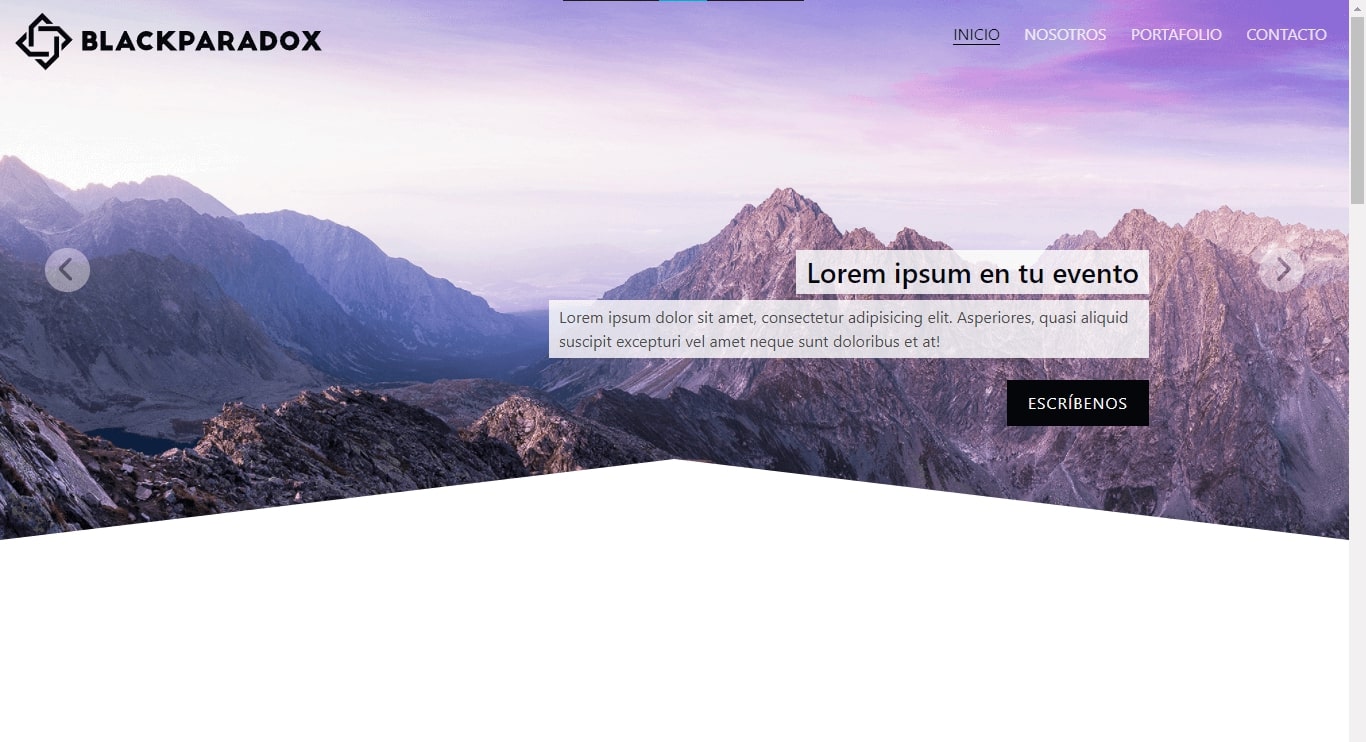 BLACKPARADOX
INICIO NOSOTROS PORTAFOLIO CONTACTO
Lorem ipsum en tu evento
Lorem ipsum dolor sit amet, consectetur adipisicing elit. Asperiores, quasi aliquid
suscipit excepturi vel amet neque sunt doloribus et at!
ESCRÍBENOS